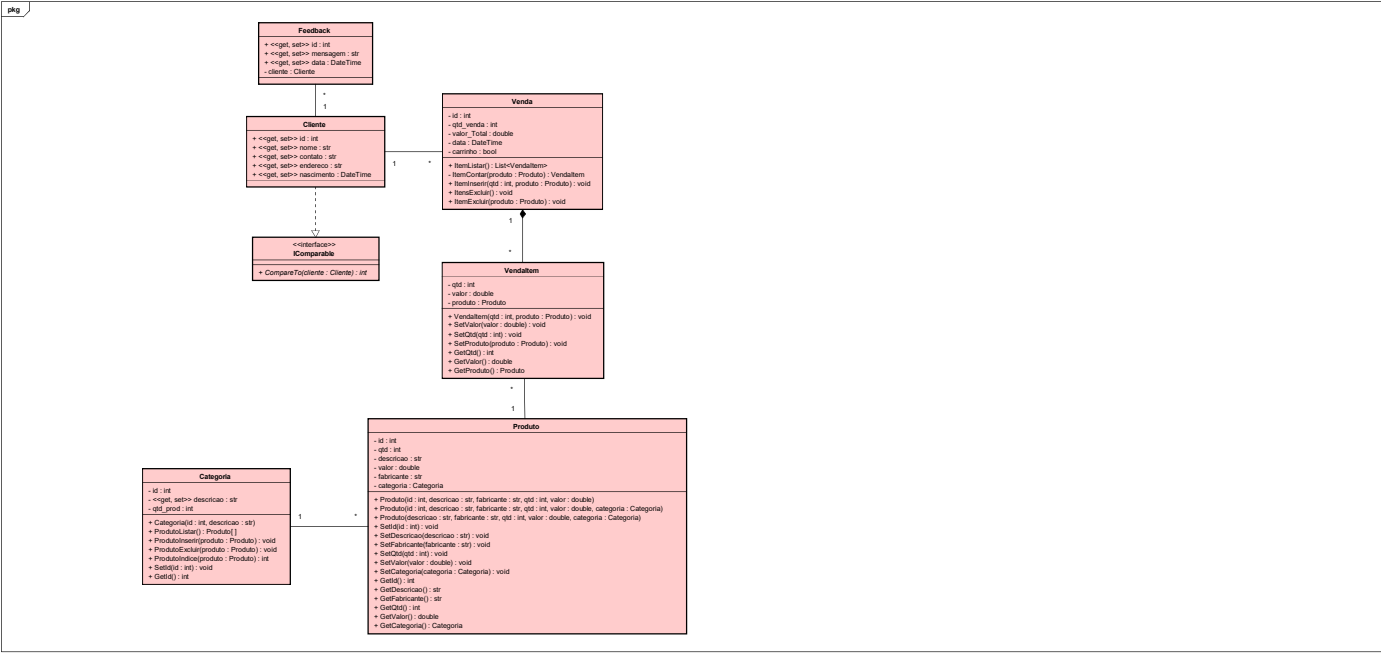 pkg
Feedback
+ <<get, set>> id : int
+ <<get, set>> mensagem : str
+ <<get, set>> data : DateTime
- cliente : Cliente
*
1
Cliente
+ <<get, set>> id : int
+ <<get, set>> nome : str
+ <<get, set>> contato : str
+ <<get, set>> endereco : str
+ <<get, set>> nascimento : DateTime
1
*
Venda
- id : int
- qtd_venda : int
- valor_Total : double
- data : DateTime
- carrinho : bool
+ ItemListar() : List<VendaItem>
- ItemContar(produto : Produto) : VendaItem
+ ItemInserir(qtd : int, produto : Produto) : void
+ ItensExcluir() : void
+ ItemExcluir(produto : Produto) : void
<<interface>>
IComparable
+ CompareTo(cliente : Cliente) : int
1
*
VendaItem
- qtd : int
- valor : double
- produto : Produto
+ VendaItem(qtd : int, produto : Produto) : void
+ SetValor(valor : double) : void
+ SetQtd(qtd : int) : void
+ SetProduto(produto : Produto) : void
+ GetQtd() : int
+ GetValor() : double
+ GetProduto() : Produto
*
1
Produto
- id : int
- qtd : int
- descricao : str
- valor : double
- fabricante : str
- categoria : Categoria
+ Produto(id : int, descricao : str, fabricante : str, qtd : int, valor : double)
+ Produto(id : int, descricao : str, fabricante : str, qtd : int, valor : double, categoria : Categoria)
+ Produto(descricao : str, fabricante : str, qtd : int, valor : double, categoria : Categoria)
+ SetId(id : int) : void
+ SetDescricao(descricao : str) : void
+ SetFabricante(fabricante : str) : void
+ SetQtd(qtd : int) : void
+ SetValor(valor : double) : void
+ SetCategoria(categoria : Categoria) : void
+ GetId() : int
+ GetDescricao() : str
+ GetFabricante() : str
+ GetQtd() : int
+ GetValor() : double
+ GetCategoria() : Categoria
Categoria
- id : int
- <<get, set>> descricao : str
- qtd_prod : int
+ Categoria(id : int, descricao : str)
+ ProdutoListar() : Produto[ ]
+ ProdutoInserir(produto : Produto) : void
+ ProdutoExcluir(produto : Produto) : void
+ ProdutoIndice(produto : Produto) : int
+ SetId(id : int) : void
+ GetId() : int
1
*